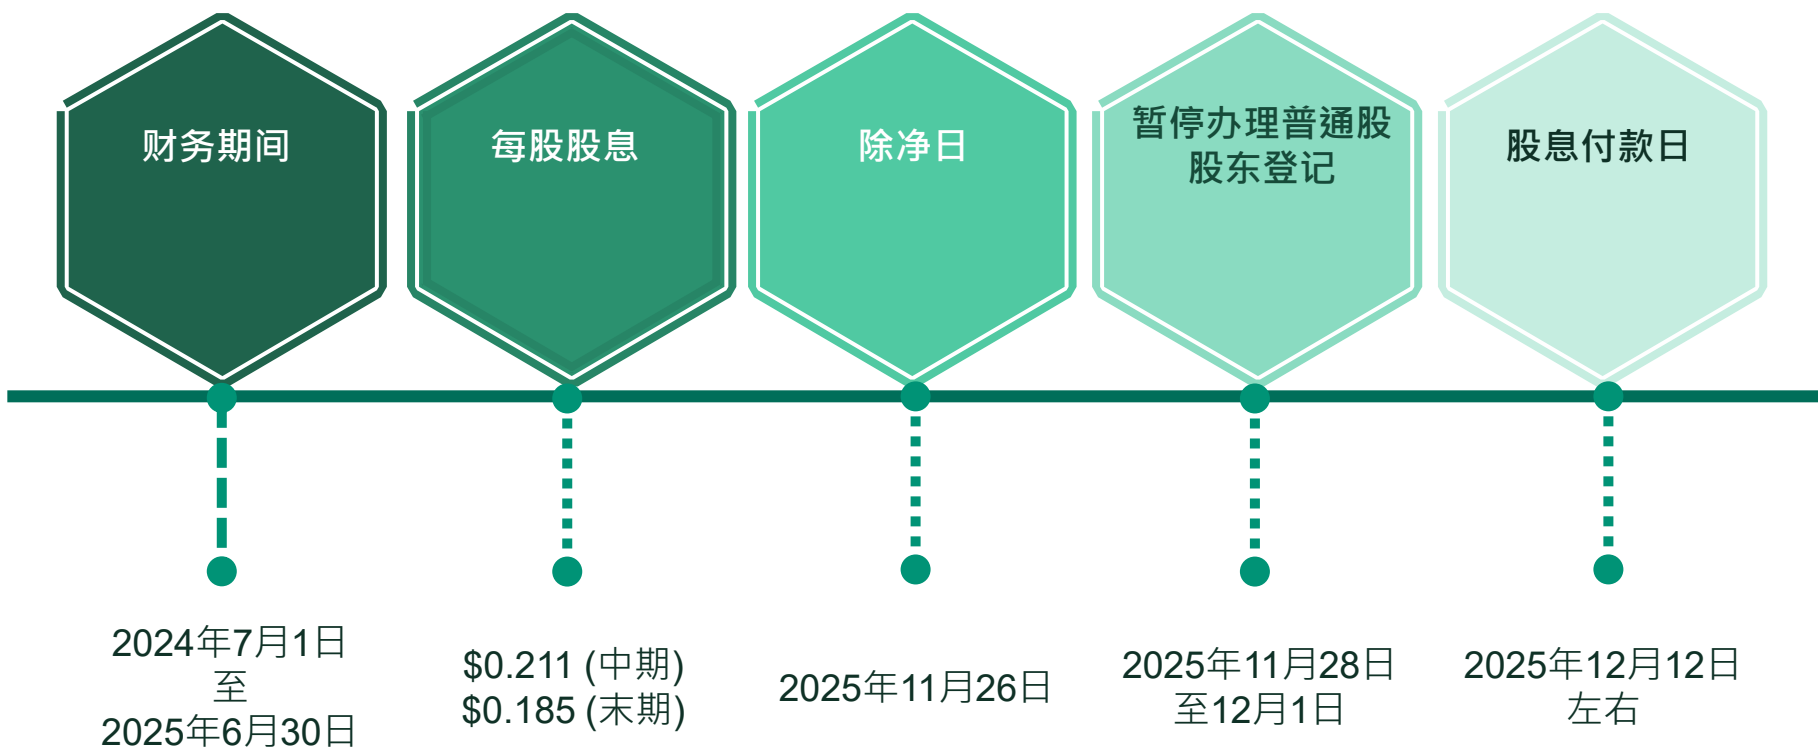 财务期间
每股股息
除净日
暂停办理普通股
股东登记
股息付款日
2024年7月1日
至
2025年6月30日
$0.211 (中期)
$0.185 (末期)
2025年11月26日
2025年11月28日
至12月1日
2025年12月12日
左右